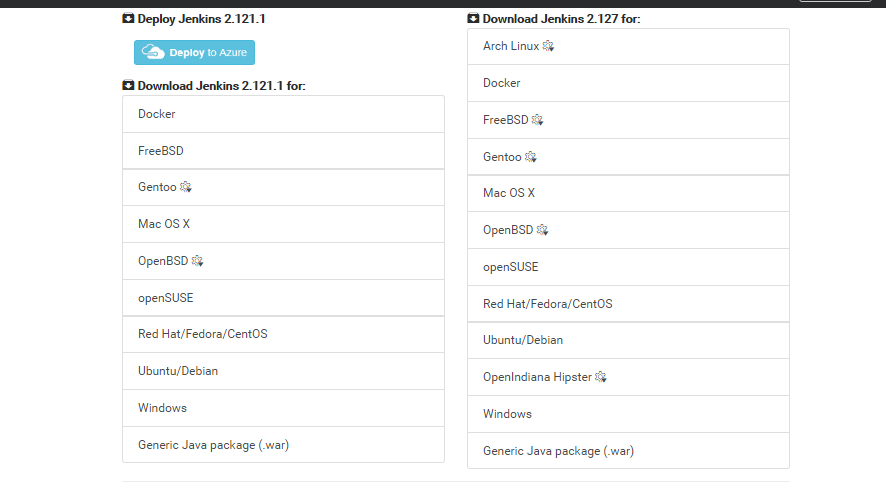 Deploy Jenkins 2.121.1
Deploy to Azure
Download Jenkins 2.121.1 for:
Docker
FreeBSD
Gentoo
Mac OS X
OpenBSD
openSUSE
Red Hat/Fedora/CentOS
Ubuntu/Debian
Windows
Generic Java package (.war)
Download Jenkins 2.127 for:
Arch Linux
Docker
FreeBSD
Gentoo
Mac OS X
OpenBSD
openSUSE
Red Hat/Fedora/CentOS
Ubuntu/Debian
OpenIndiana Hipster
Windows
Generic Java package (.war)